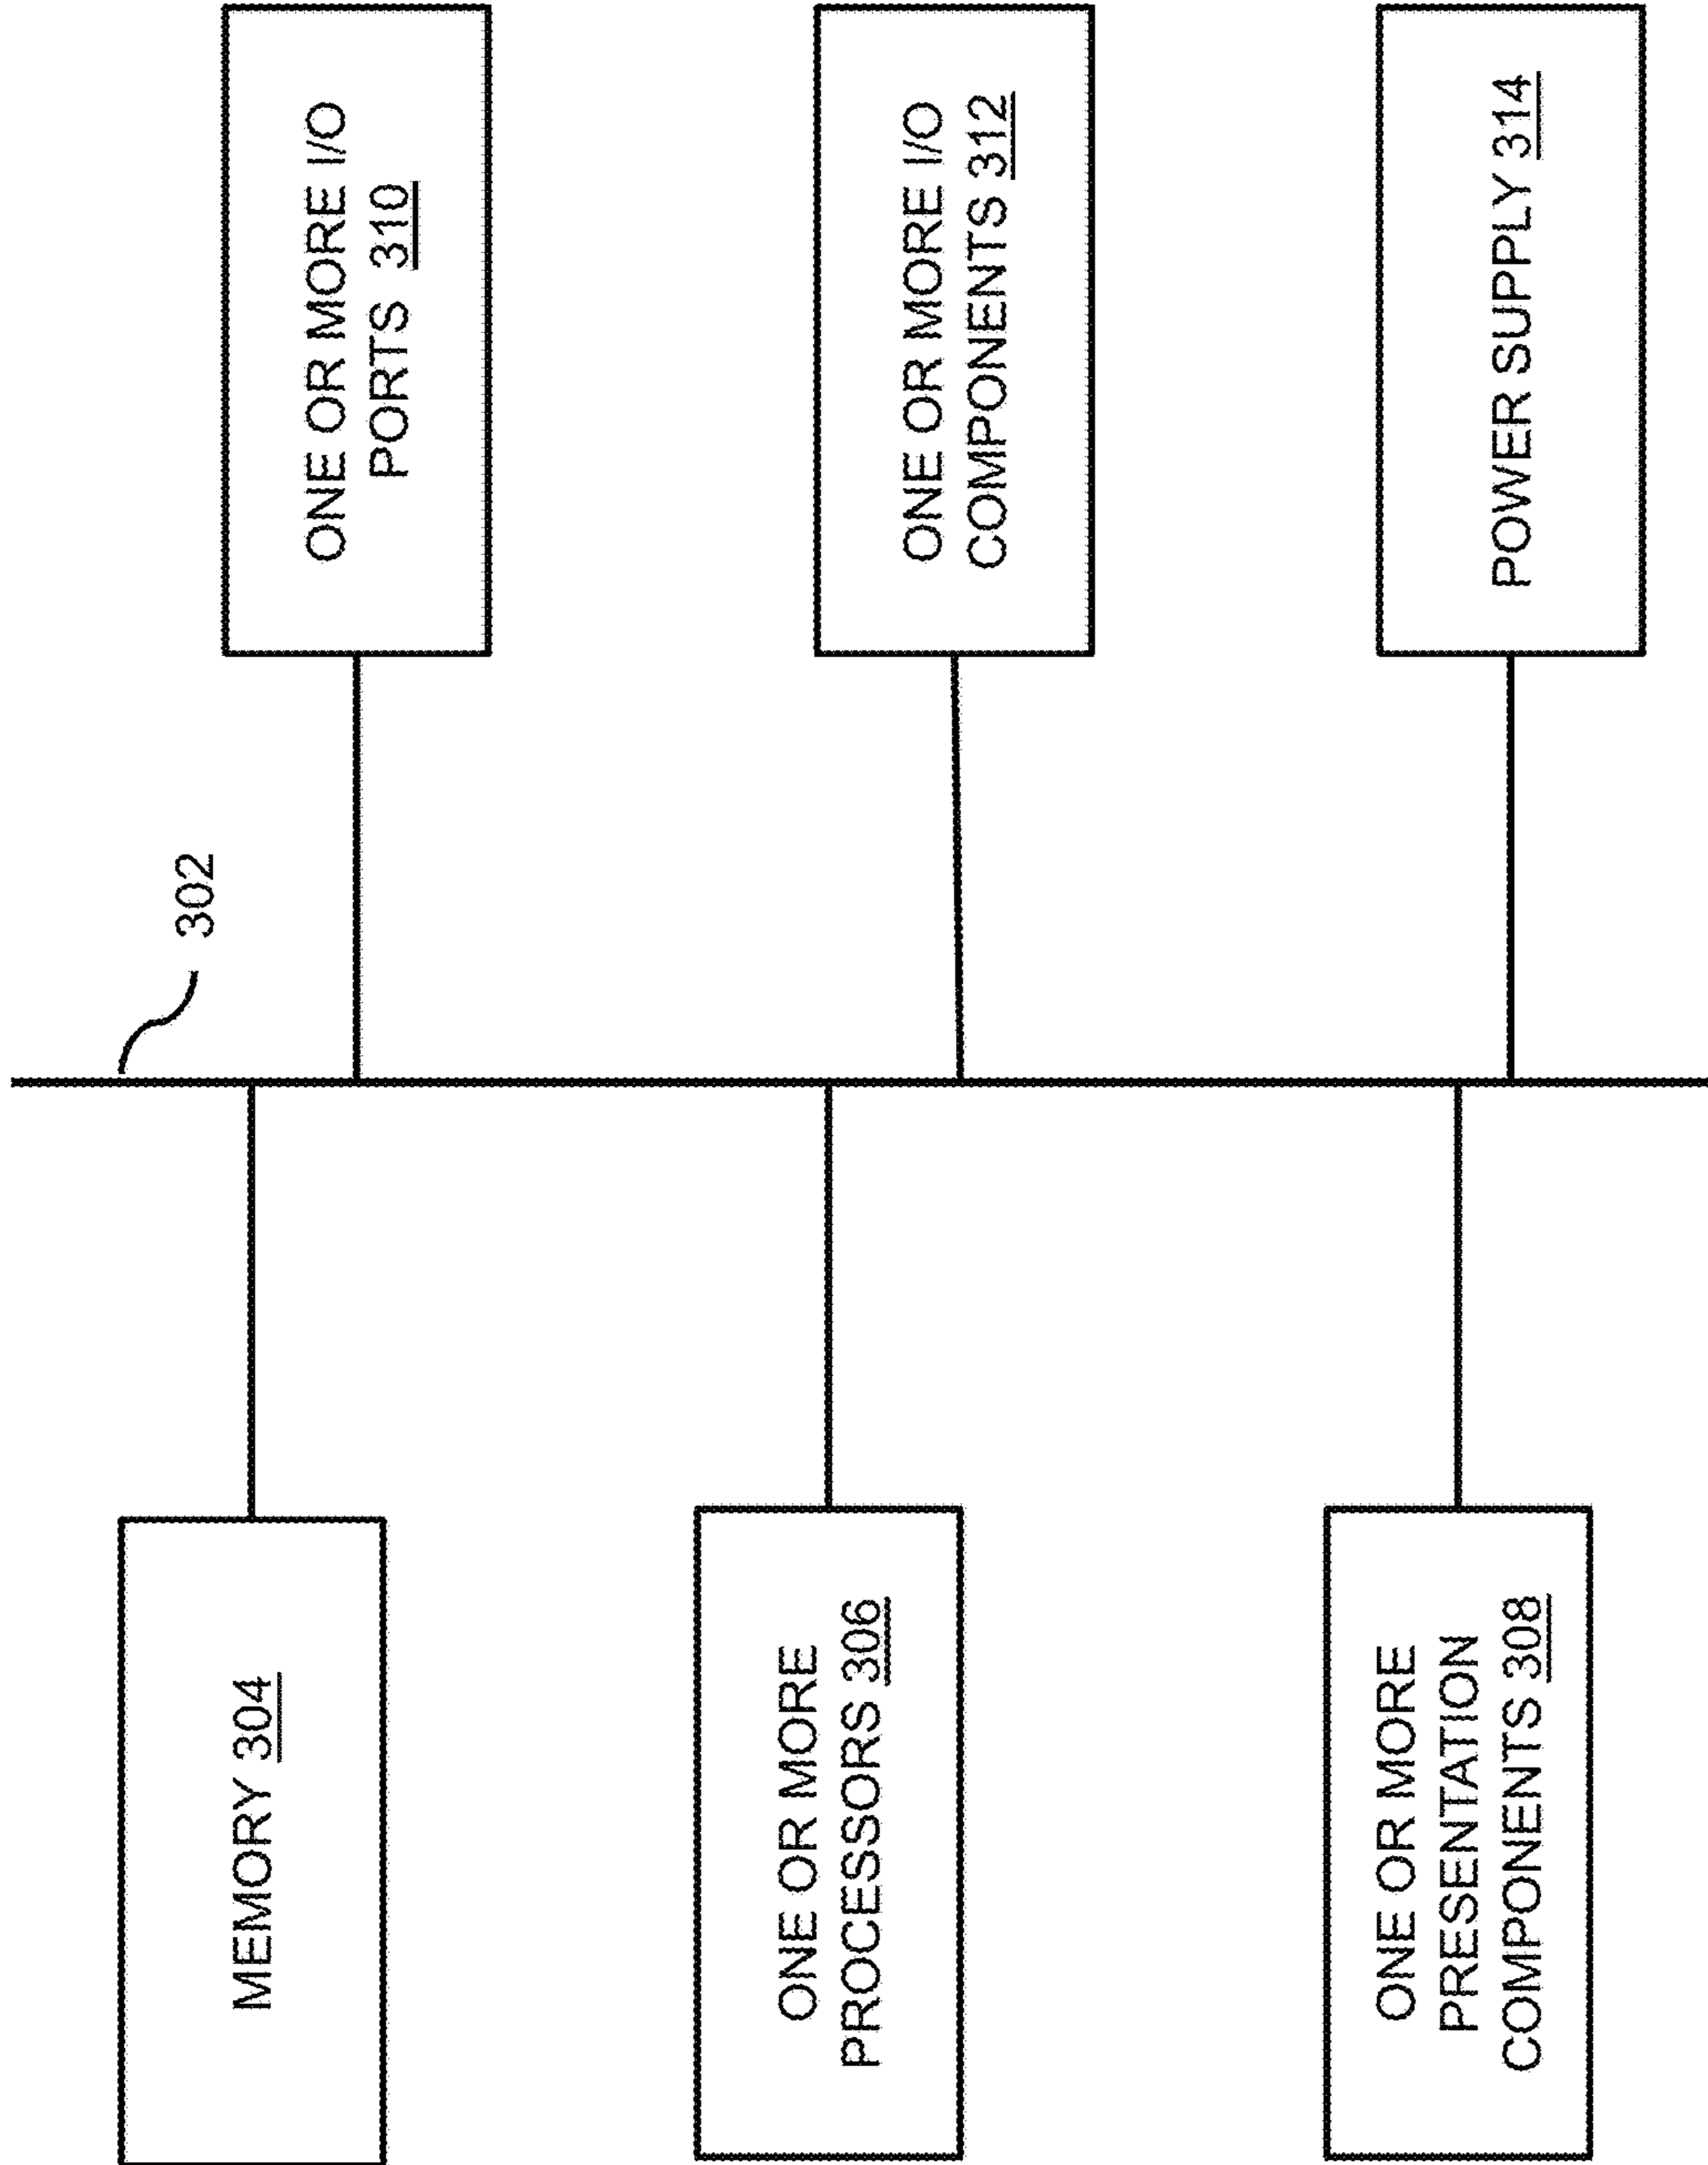 302
MEMORY 304
ONE OR MORE I/O
PORTS 310
ONE OR MORE
PROCESSORS 306
ONE OR MORE I/O
COMPONENTS 312
ONE OR MORE
PRESENTATION
COMPONENTS 308
POWER SUPPLY 314